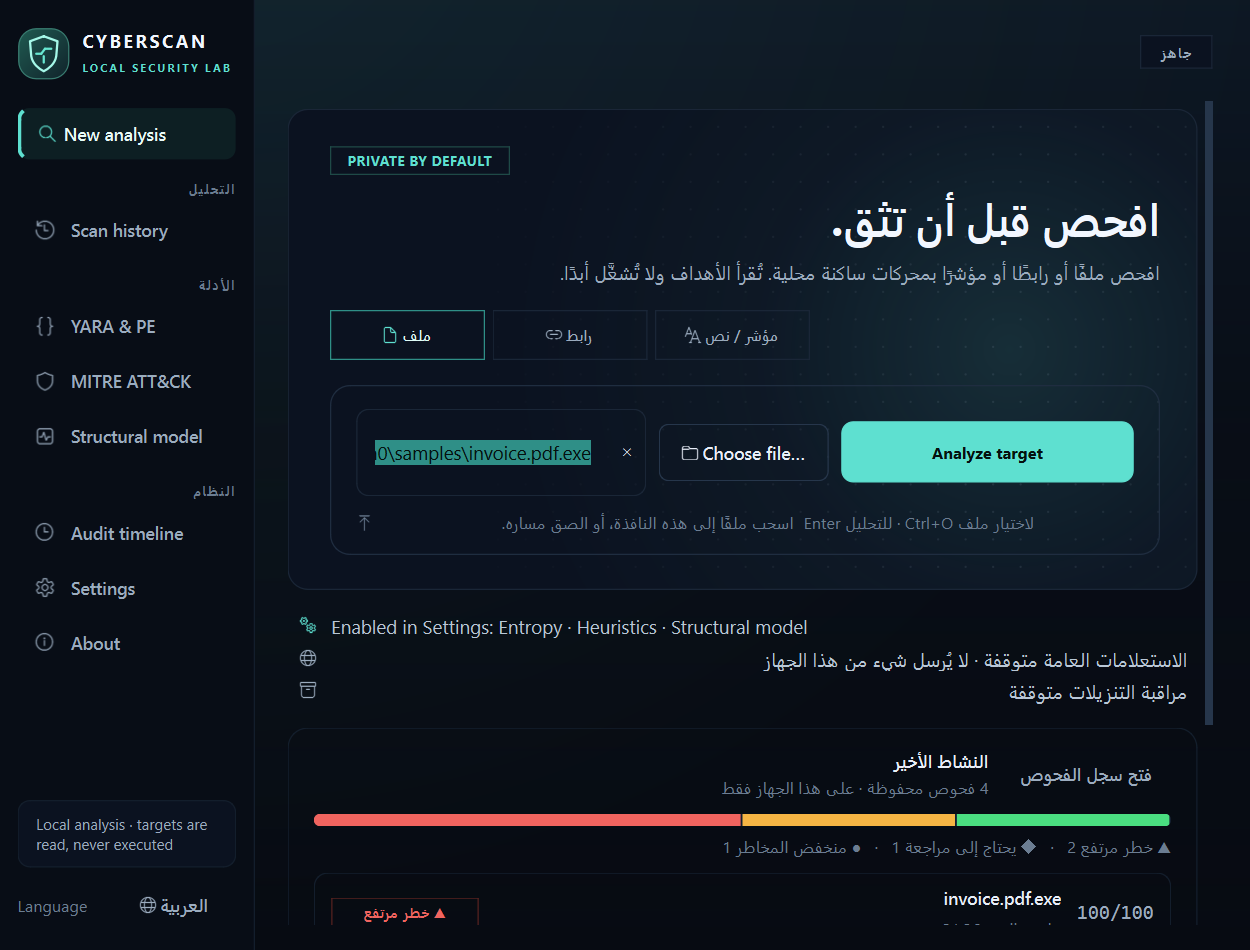 CYBERSCAN
LOCAL SECURITY LAB
New analysis
التحليل
Scan history
الأدلة
YARA & PE
MITRE ATT&CK
Structural model
النظام
Audit timeline
Settings
About
Local analysis · targets are
read, never executed
Language
العربية
جاهز
PRIVATE BY DEFAULT
افحص قبل أن تثق.
افحص ملفًا أو رابطًا أو مؤشرًا بمحركات ساكنة محلية. تُقرأ الأهداف ولا تُشغَّل أبدًا.
ملف
رابط
مؤشر / نص
0\samples\invoice.pdf.exe
×
Choose file...
Analyze target
اسحب ملفًا إلى هذه النافذة، أو الصق مساره. Enter للتحليل · Ctrl+O لاختيار ملف
Enabled in Settings: Entropy · Heuristics · Structural model
الاستعلامات العامة متوقفة · لا يُرسل شيء من هذا الجهاز
مراقبة التنزيلات متوقفة
النشاط الأخير
4 فحوص محفوظة · على هذا الجهاز فقط
فتح سجل الفحوص
▲ خطر مرتفع 2 · ◆ يحتاج إلى مراجعة 1 · ● منخفض المخاطر 1
invoice.pdf.exe
100/100
▲ خطر مرتفع